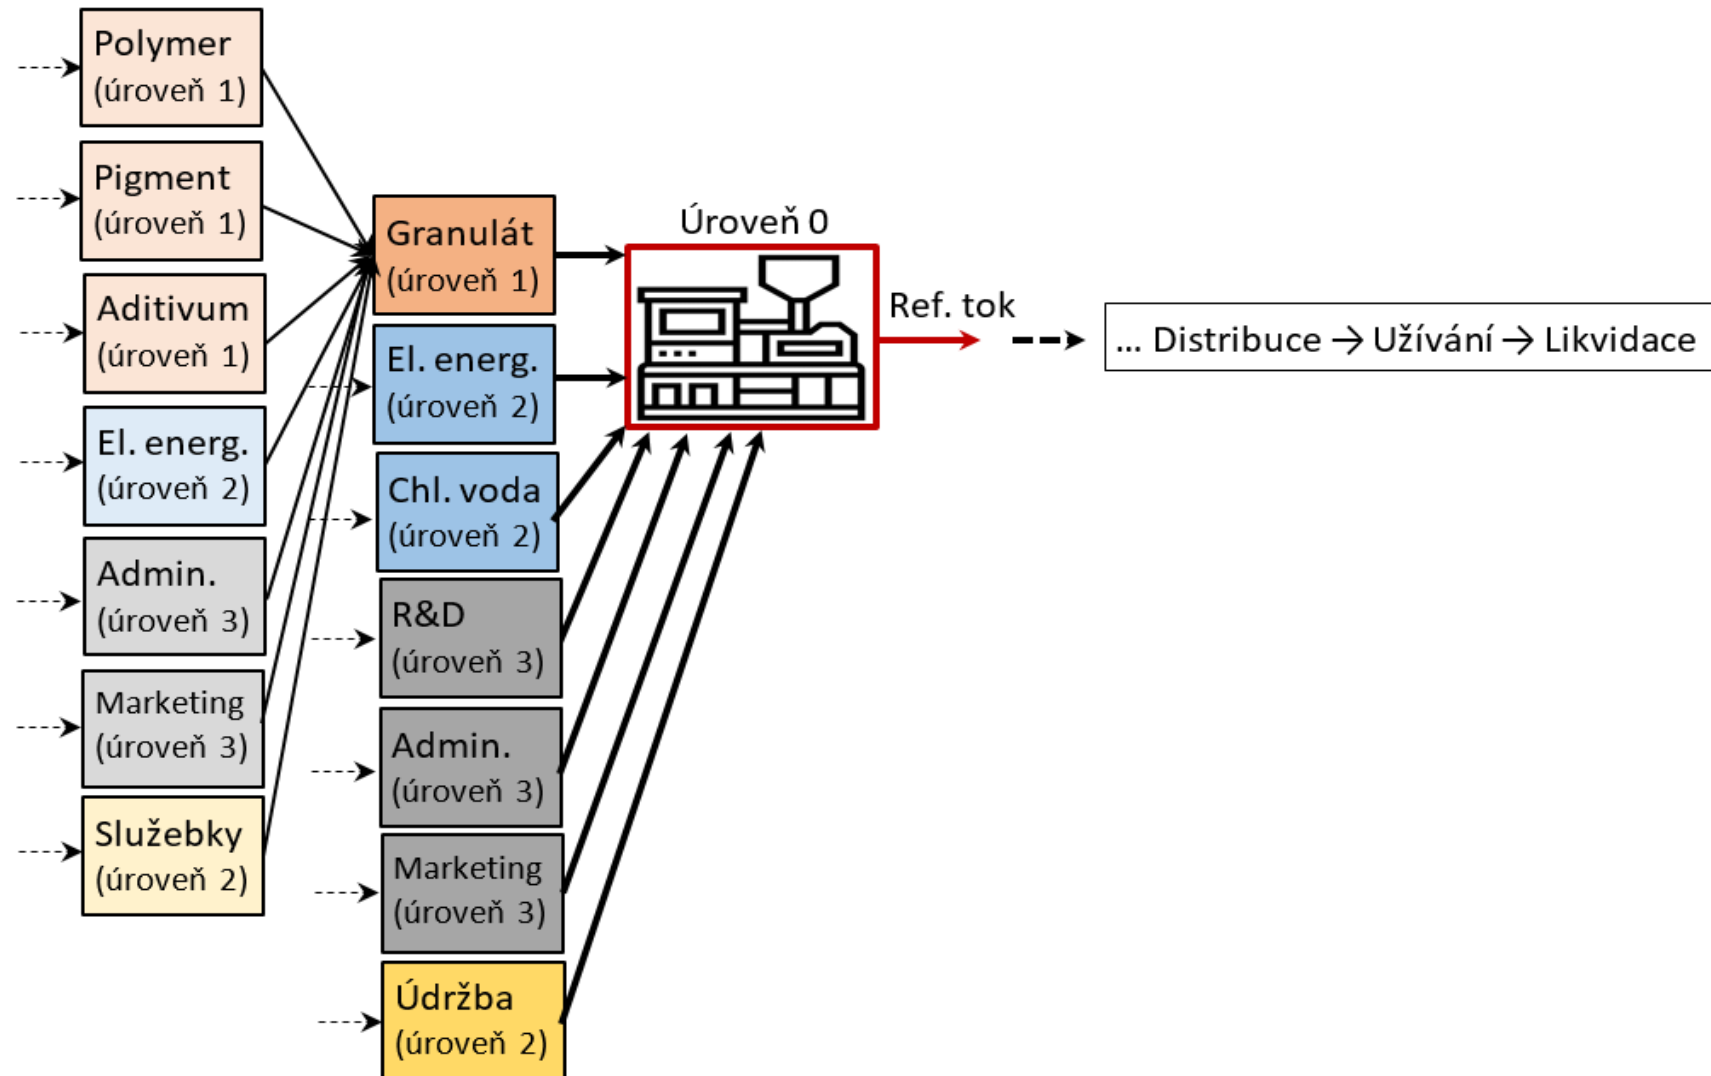 Polymer
(úroveň 1)
Pigment
(úroveň 1)
Aditivum
(úroveň 1)
El. energ.
(úroveň 2)
Admin.
(úroveň 3)
Marketing
(úroveň 3)
Služebky
(úroveň 2)
Granulát
(úroveň 1)
El. energ.
(úroveň 2)
Chl. voda
(úroveň 2)
R&D
(úroveň 3)
Admin.
(úroveň 3)
Marketing
(úroveň 3)
Údržba
(úroveň 2)
Úroveň 0
Ref. tok
... Distribuce → Užívání → Likvidace